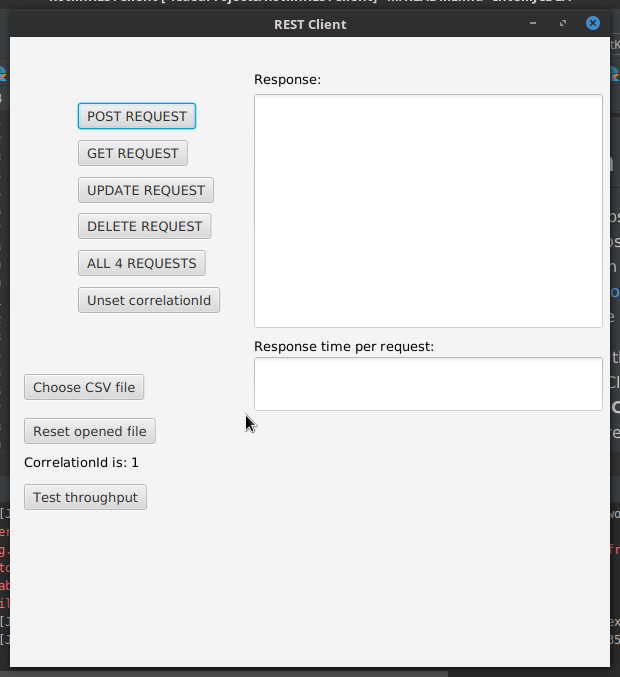 REST Client
Response:
POST REQUEST
GET REQUEST
UPDATE REQUEST
DELETE REQUEST
ALL 4 REQUESTS
Unset correlationId
Response time per request:
Choose CSV file
Reset opened file
CorrelationId is: 1
Test throughput